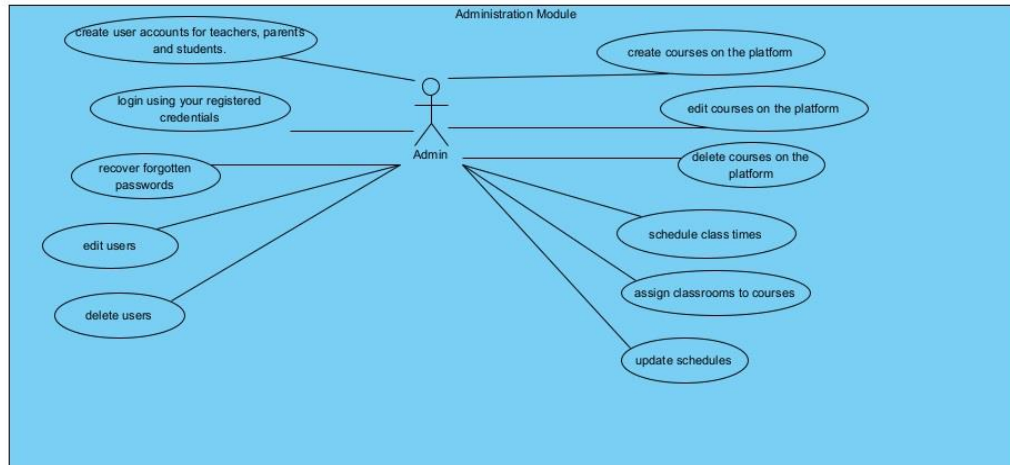 Administration Module
create user accounts for teachers, parents
and students.
login using your registered
credentials
recover forgotten
passwords
edit users
delete users
Admin
create courses on the platform
edit courses on the platform
delete courses on the
platform
schedule class times
assign classrooms to courses
update schedules